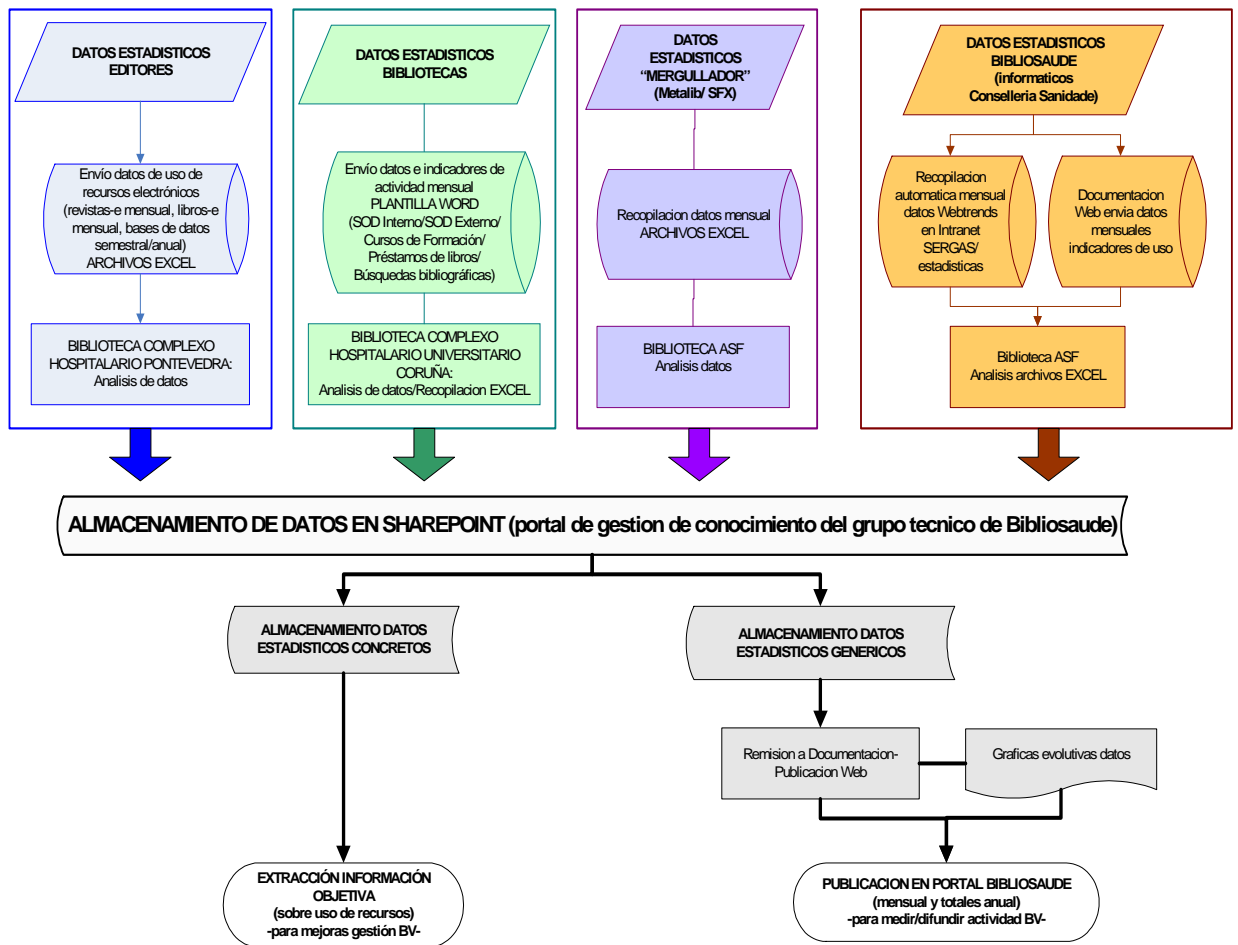 DATOS ESTADISTICOS
EDITORES
Envío datos de uso de
recursos electrónicos
(revistas-e mensual, libros-e
mensual, bases de datos
semestral/anual)
ARCHIVOS EXCEL
BIBLIOTECA COMPLEXO
HOSPITALARIO PONTEVEDRA:
Analisis de datos
DATOS ESTADISTICOS
BIBLIOTECAS
Envío datos e indicadores de
actividad mensual
PLANTILLA WORD
(SOD Interno/SOD Externo/
Cursos de Formación/
Préstamos de libros/
Búsquedas bibliográficas)
BIBLIOTECA COMPLEXO
HOSPITALARIO UNIVERSITARIO
CORUÑA:
Analisis de datos/Recopilacion EXCEL
DATOS
ESTADISTICOS
“MERGULLADOR”
(Metalib/ SFX)
Recopilacion datos mensual
ARCHIVOS EXCEL
BIBLIOTECA ASF
Analisis datos
DATOS ESTADISTICOS
BIBLIOSAUDE
(informaticos
Conselleria Sanidade)
Recopilacion
automatica mensual
datos Webtrends
en Intranet
SERGAS/
estadisticas
Documentacion
Web envia datos
mensuales
indicadores de uso
Biblioteca ASF
Analisis archivos EXCEL
ALMACENAMIENTO DE DATOS EN SHAREPOINT (portal de gestion de conocimiento del grupo tecnico de Bibliosaude)
ALMACENAMIENTO DATOS
ESTADISTICOS CONCRETOS
ALMACENAMIENTO DATOS
ESTADISTICOS GENERICOS
Remision a Documentacion-
Publicacion Web
Graficas evolutivas datos
EXTRACCIÓN INFORMACIÓN
OBJETIVA
(sobre uso de recursos)
-para mejoras gestión BV-
PUBLICACION EN PORTAL BIBLIOSAUDE
(mensual y totales anual)
-para medir/difundir actividad BV-